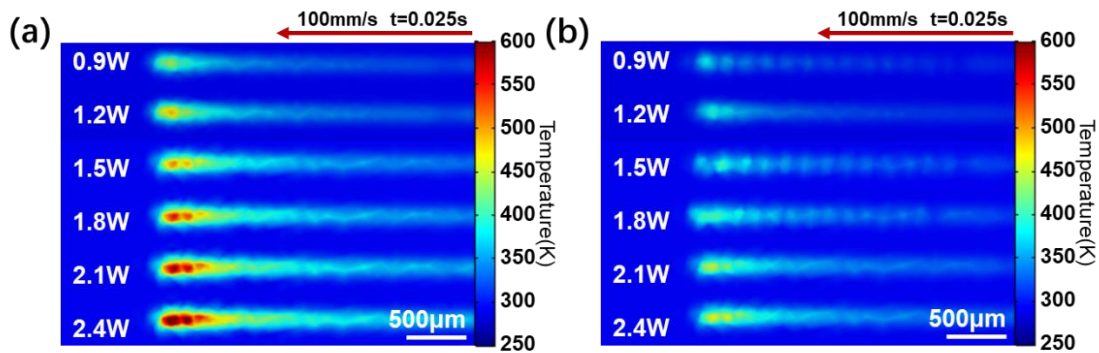 (a)
100mm/s t=0.025s
0.9W
1.2W
1.5W
1.8W
2.1W
2.4W
500μm
600
550
500
450
400
350
300
250
Temperature(K)
(b)
100mm/s t=0.025s
0.9W
1.2W
1.5W
1.8W
2.1W
2.4W
500μm
600
550
500
450
400
350
300
250
Temperature(K)